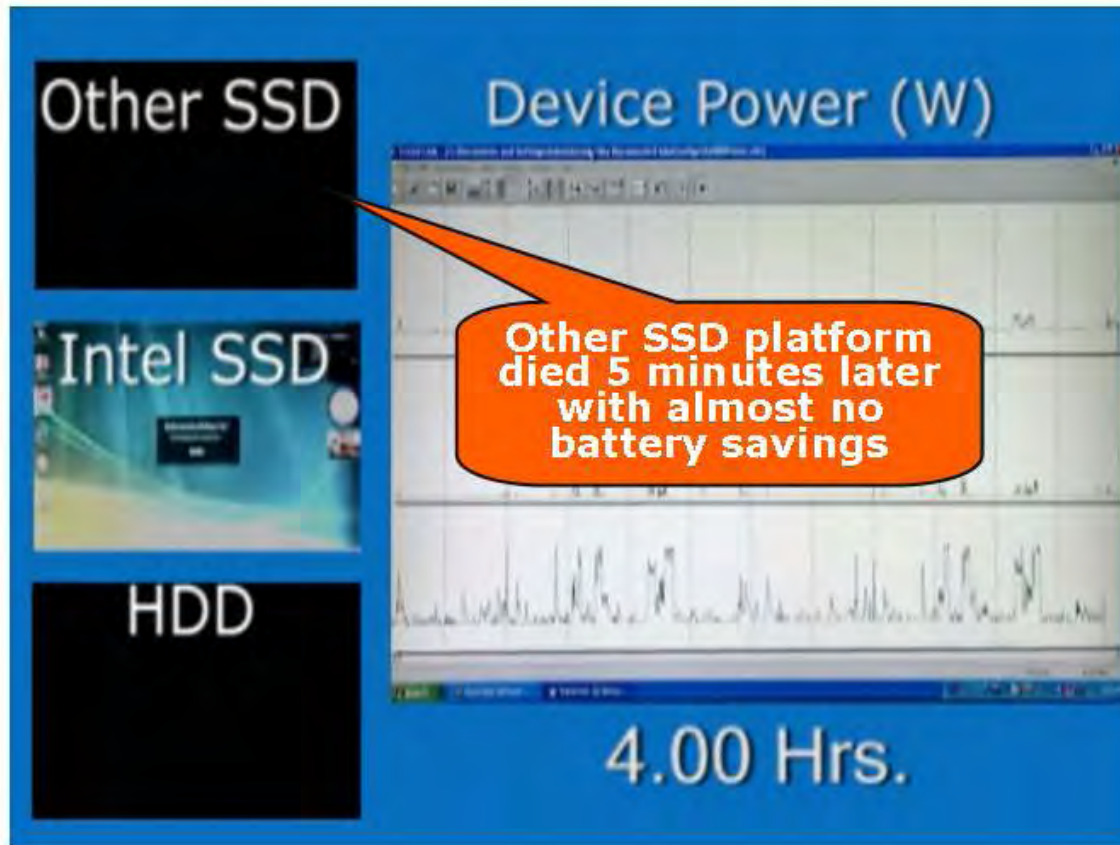 Other SSD
Device Power (W)
Other SSD platform
died 5 minutes later
with almost no
battery savings
Intel SSD
HDD
4.00 Hrs.